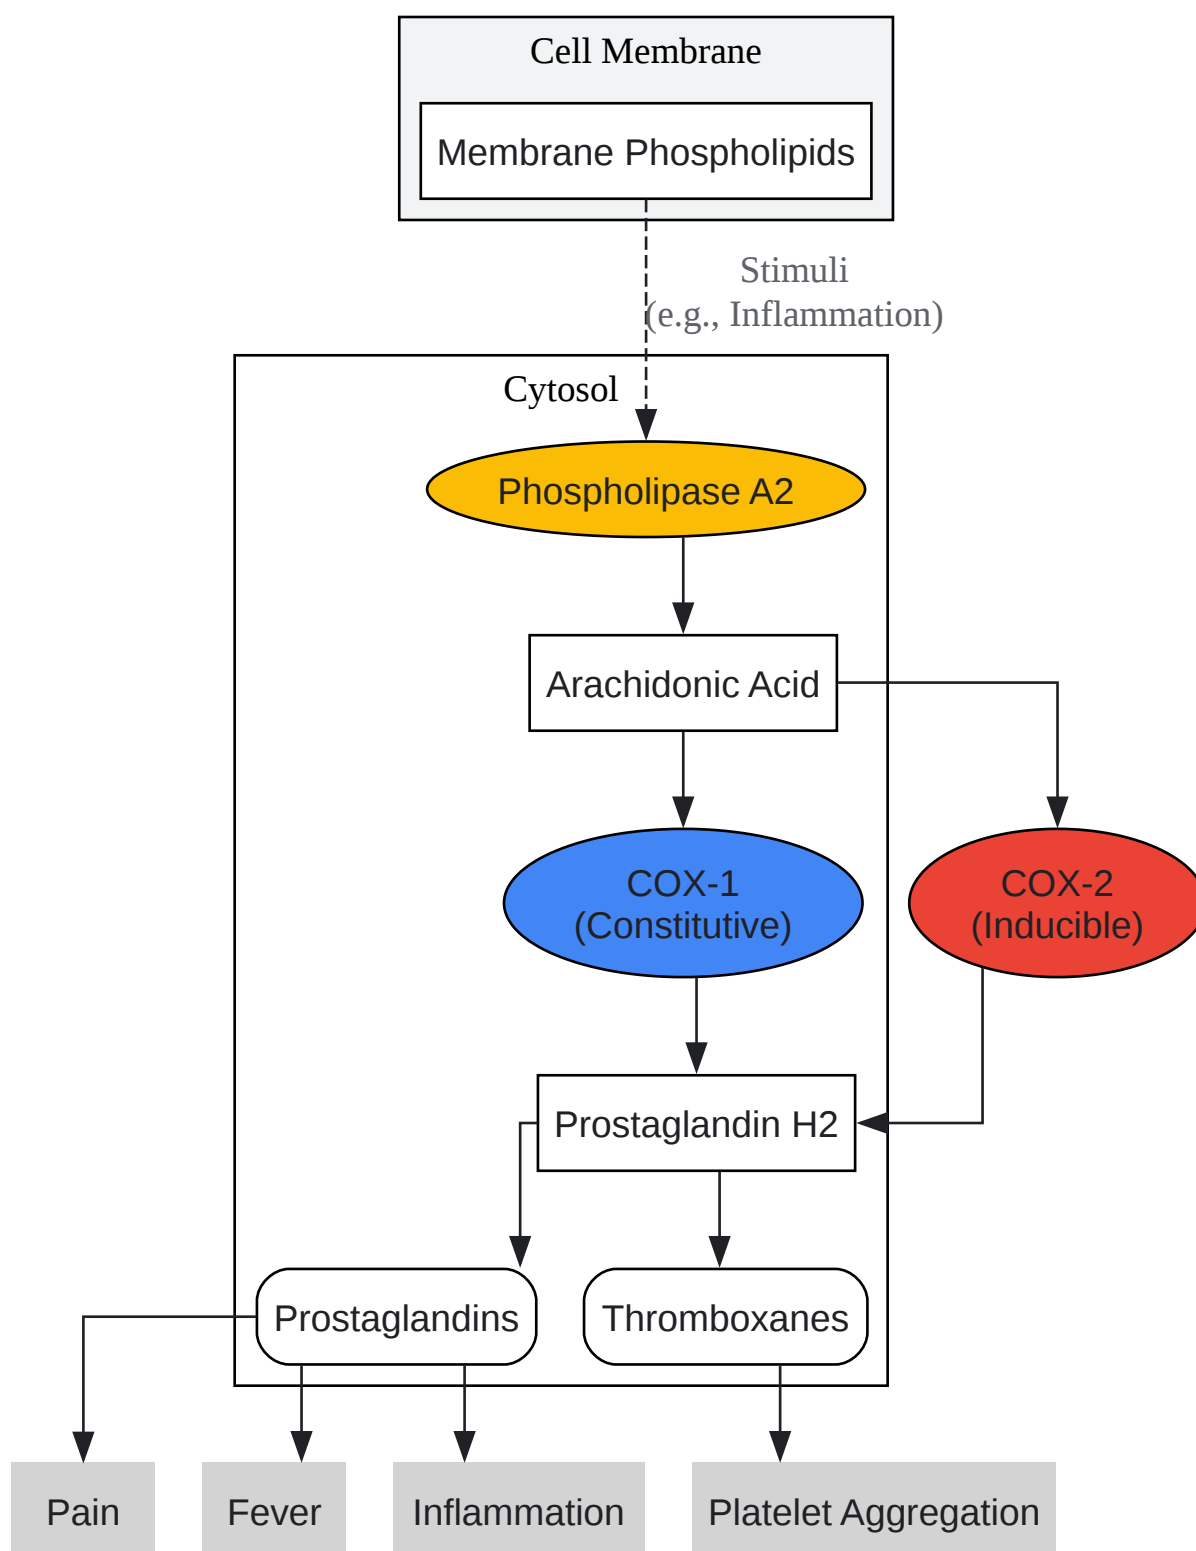 Cell Membrane
Membrane Phospholipids
Stimuli
(e.g., Inflammation)
Cytosol
Phospholipase A2
Arachidonic Acid
COX-1
(Constitutive)
COX-2
(Inducible)
Prostaglandin H2
Prostaglandins
Thromboxanes
Pain
Fever
Inflammation
Platelet Aggregation